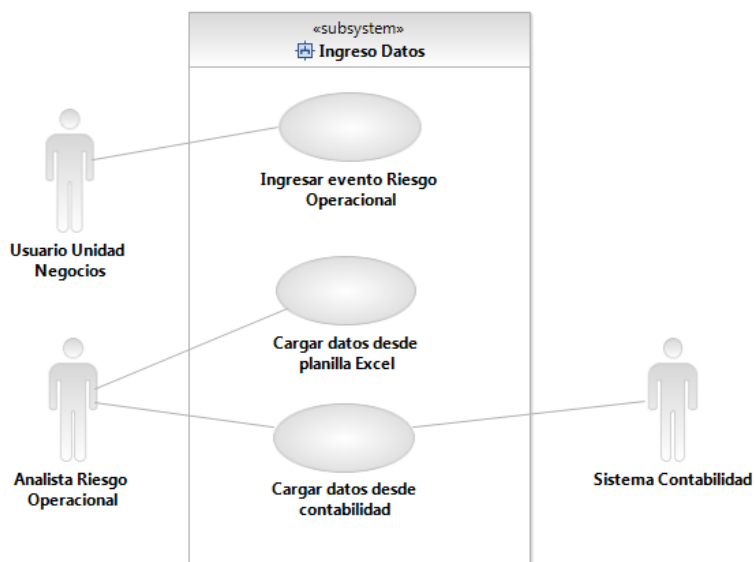 «subsystem»
Ingreso Datos
Ingresar evento Riesgo
Operacional
Usuario Unidad
Negocios
Cargar datos desde
planilla Excel
Analista Riesgo
Operacional
Cargar datos desde
contabilidad
Sistema Contabilidad